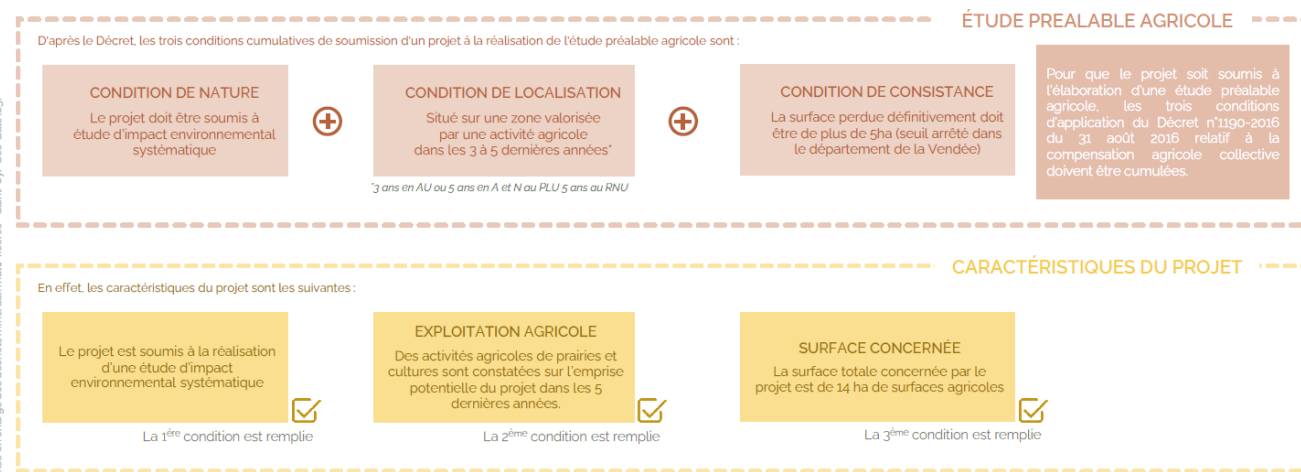 ÉTUDE PREALABLE AGRICOLE
D'après le Décret, les trois conditions cumulatives de soumission d'un projet à la réalisation de l'étude préalable agricole sont :
CONDITION DE NATURE
Le projet doit être soumis à
étude d'impact environnemental
systématique
CONDITION DE LOCALISATION
Situé sur une zone valorisée
par une activité agricole
dans les 3 à 5 dernières années*
*3 ans en AU ou 5 ans en A et N au PLU 5 ans au RNU
CONDITION DE CONSISTANCE
La surface perdue définitivement doit
être de plus de 5ha (seuil arrêté dans
le département de la Vendée)
Pour que le projet soit soumis à
l'élaboration d'une étude préalable
agricole, les trois conditions
d'application du Décret n°1190-2016
du 31 août 2016 relatif à la
compensation agricole collective
doivent être cumulées.
CARACTÉRISTIQUES DU PROJET
En effet, les caractéristiques du projet sont les suivantes :
Le projet est soumis à la réalisation
d'une étude d'impact
environnemental systématique
La 1ère condition est remplie
EXPLOITATION AGRICOLE
Des activités agricoles de prairies et
cultures sont constatées sur l'emprise
potentielle du projet dans les 5
dernières années.
La 2ème condition est remplie
SURFACE CONCERNÉE
La surface totale concernée par le
projet est de 14 ha de surfaces agricoles
La 3ème condition est remplie